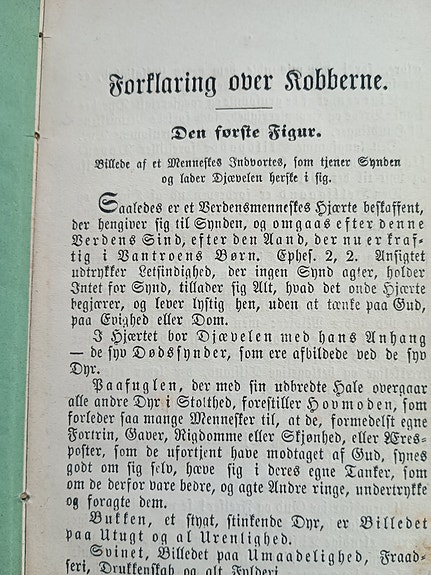 Forklaring over Kobberne.
Den første Figur.
Billede af et Menneskes Indvortes, som tjener Synden
og lader Djævelen herske i sig.
Saaledes er et Verdensmenneskes Hjærte beskaffent,
der hengiver sig til Synden, og omgaas efter denne
Verdens Sind, efter den Aand, der nu er kraf-
tig i Vantroens Børn. Ephes. 2, 2. Ansigtet
udtrykker Letsindighed, der ingen Synd agter, holder
Intet for Synd, tillader sig Alt, hvad det onde Hjærte
begjærer, og lever lystig hen, uden at tænke paa Gud,
paa Evighed eller Dom.
I Hjærtet bor Djævelen med hans Anhang
— de syv Dødssynder, som ere afbildede ved de syv
Dyr.
Paafuglen, der med sin udbredte Hale overgaar
alle andre Dyr i Stolthed, forestiller Hovmoden, som
forleder saa mange Mennesker til, at de, formedelst egne
Fortrin, Gaver, Rigdomme eller Skjønhed, eller Æres-
poster, som de ufortjent have modtaget af Gud, synes
godt om sig selv, hæve sig i deres egne Tanker, som
om de derfor vare bedre, og agte Andre ringe, undertrykke
og foragte dem.
Bukken, et stygt, stinkende Dyr, er Billedet
paa Utugt og al Urenlighed.
Svinet, Billedet paa Umaadelighed, Fraad-
seri, Drukkenskab og alt Fylderi.